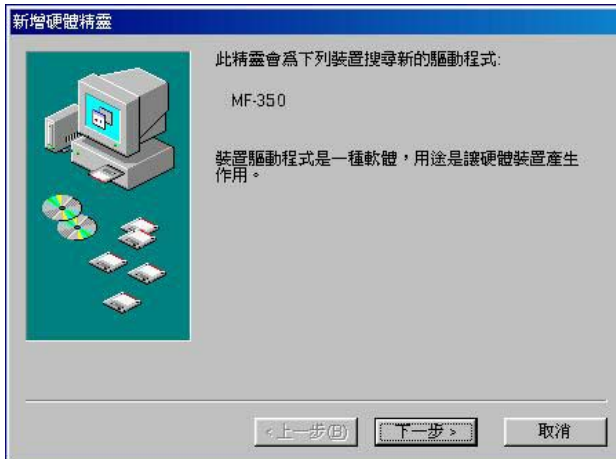 新增硬體精靈
此精靈會為下列裝置搜尋新的驅動程式:
MF-350
裝置驅動程式是一種軟體，用途是讓硬體裝置產生
作用。
<上一步(B)
下一步>
取消